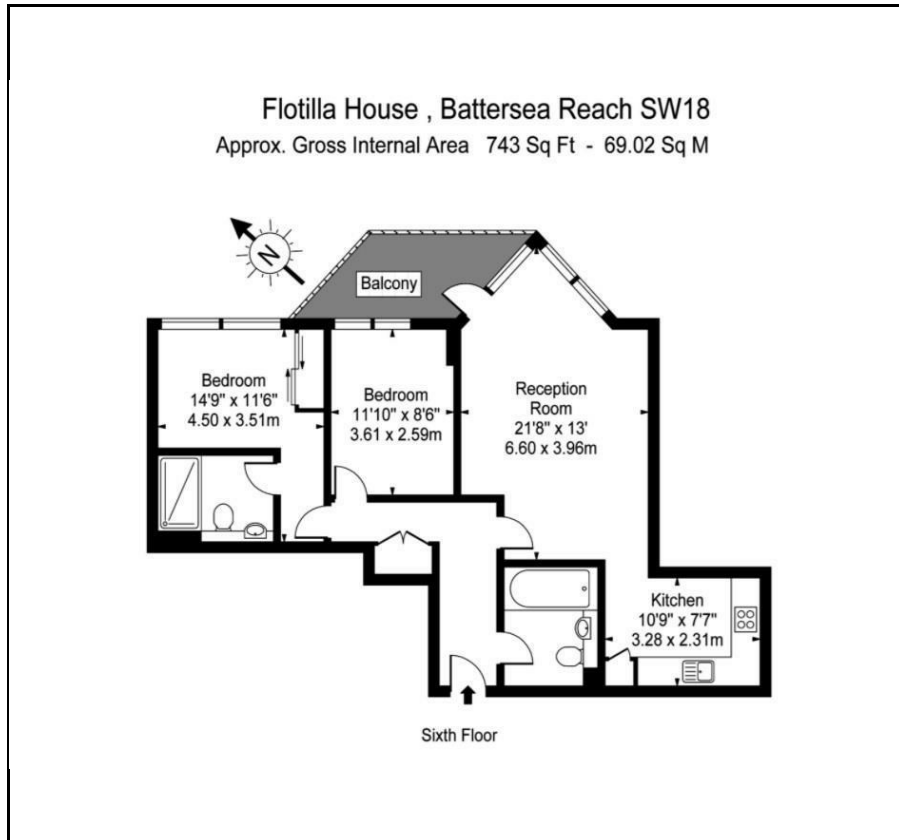 Flotilla House , Battersea Reach SW18
Approx. Gross Internal Area 743 Sq Ft - 69.02 Sq M
N
Balcony
Bedroom
14'9" x 11'6"
4.50 x 3.51m
Bedroom
11'10" x 8'6"
3.61 x 2.59m
Reception
Room
21'8" x 13'
6.60 x 3.96m
Kitchen
10'9" x 7'7"
3.28 x 2.31m
Sixth Floor